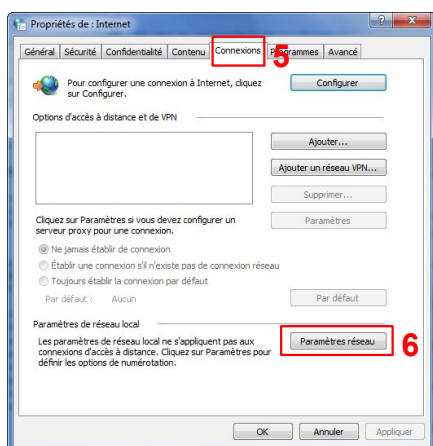 Propriétés de : Internet
Général Sécurité Confidentialité Contenu Connexions Programmes Avancé
5
Pour configurer une connexion à Internet, cliquez
sur Configurer.
Configurer
Options d'accès à distance et de VPN
Ajouter...
Ajouter un réseau VPN...
Supprimer...
Cliquez sur Paramètres si vous devez configurer un
serveur proxy pour une connexion.
Paramètres
Ne jamais établir de connexion
Établir une connexion s'il n'existe pas de connexion réseau
Toujours établir la connexion par défaut
Par défaut : Aucun
Par défaut
Paramètres de réseau local
Les paramètres de réseau local ne s'appliquent pas aux
connexions d'accès à distance. Cliquez sur Paramètres pour
définir les options de numérotation.
Paramètres réseau
6
OK Annuler Appliquer